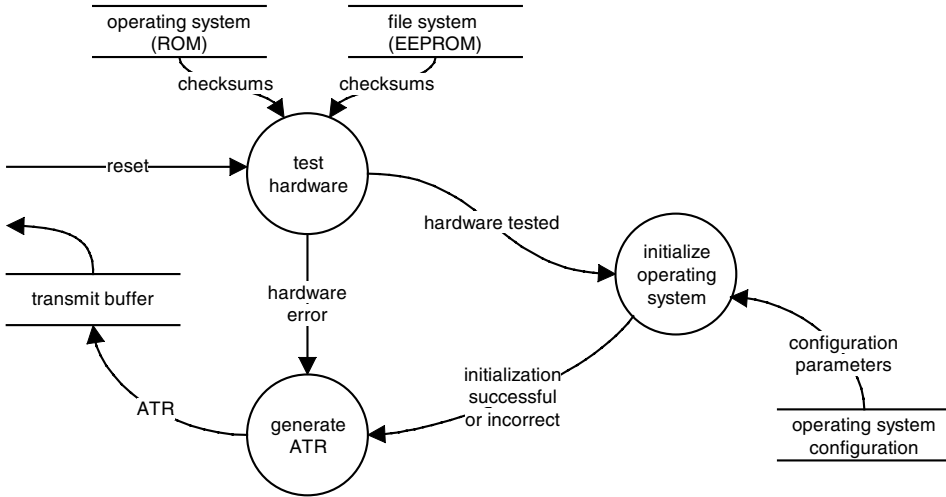 operating system
(ROM)
file system
(EEPROM)
checksums
checksums
reset
test
hardware
hardware tested
initialize
operating
system
transmit buffer
hardware
error
configuration
parameters
initialization
successful
or incorrect
ATR
generate
ATR
operating system
configuration